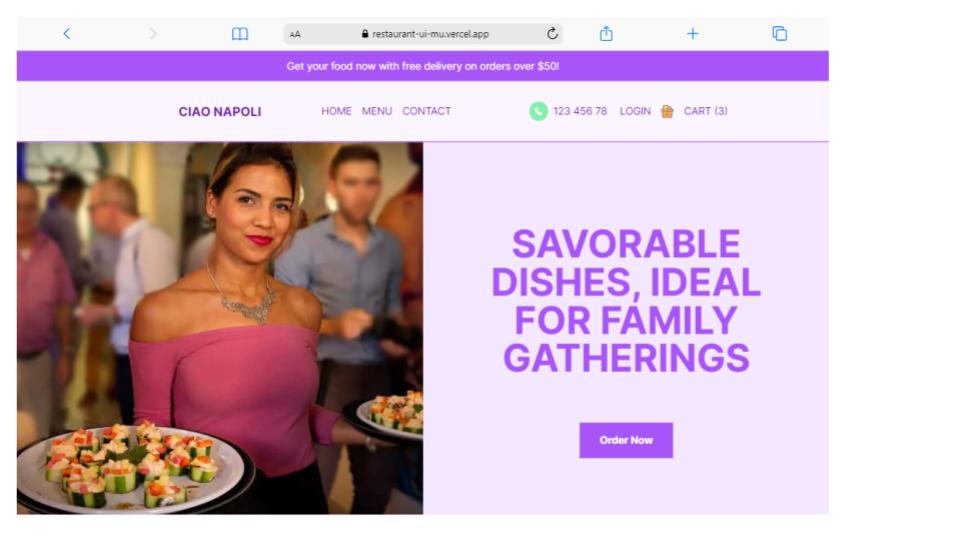 AA restaurant-ui-mu.vercel.app
Get your food now with free delivery on orders over $50!
CIAO NAPOLI HOME MENU CONTACT 123 456 78 LOGIN CART (3)
SAVORABLE
DISHES, IDEAL
FOR FAMILY
GATHERINGS
Order Now